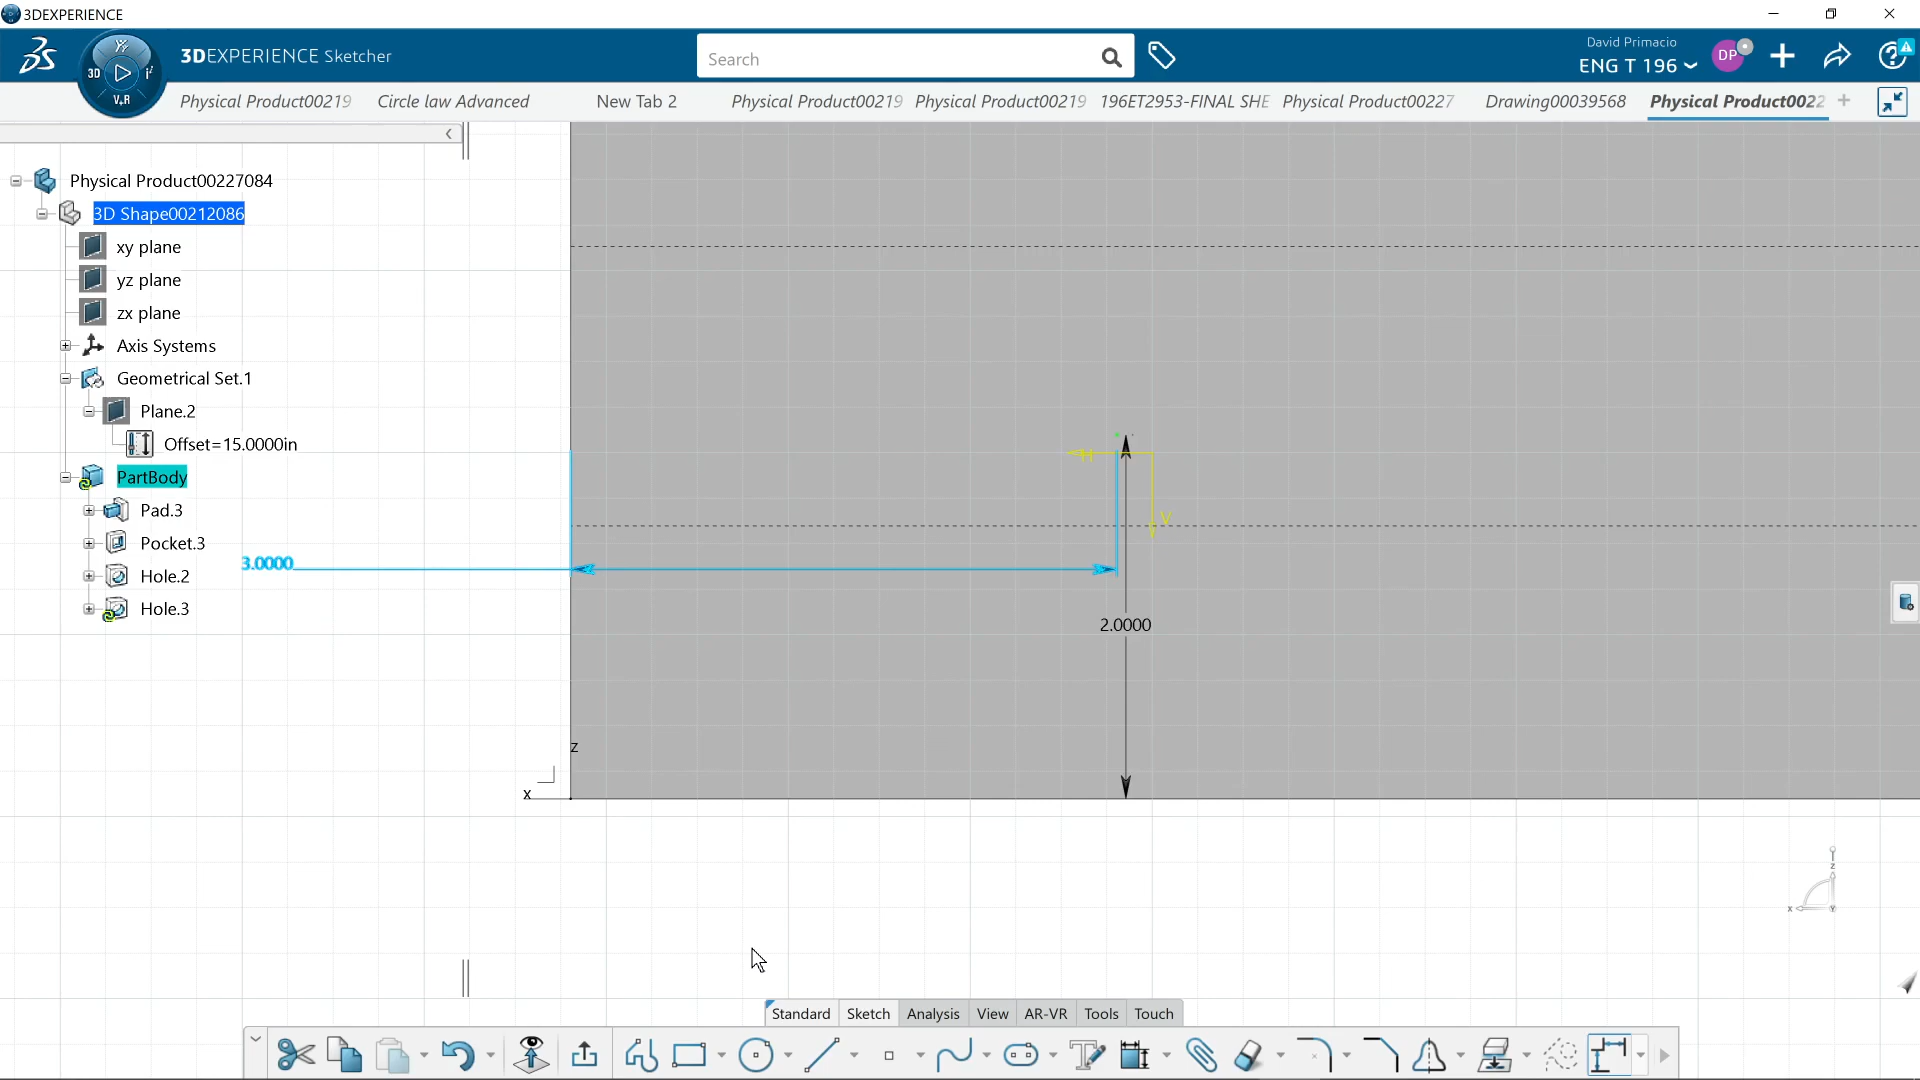 3DEXPERIENCE
3DEXPERIENCE Sketcher
3D
V+R
Search
David Primacio
ENG T 196
DP
Physical Product00219
Circle law Advanced
New Tab 2
Physical Product00219
Physical Product00219
196ET2953-FINAL SHE
Physical Product00227
Drawing00039568
Physical Product0022
Physical Product00227084
3D Shape00212086
xy plane
yz plane
zx plane
Axis Systems
Geometrical Set.1
Plane.2
Offset=15.0000in
PartBody
Pad.3
Pocket.3
Hole.2
Hole.3
3.0000
H
V
2.0000
z
x
z
x
Y
Standard
Sketch
Analysis
View
AR-VR
Tools
Touch